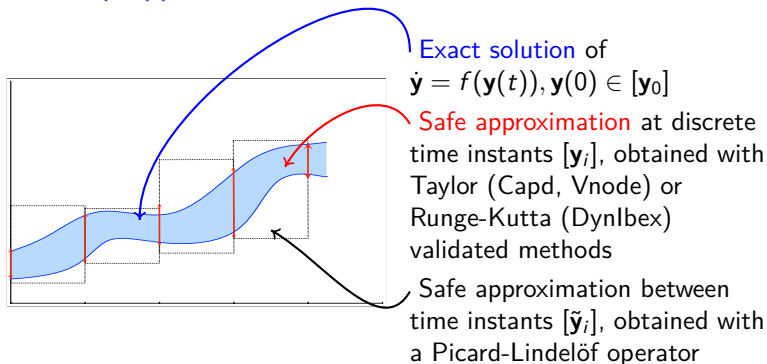 Exact solution of
ẏ = f(y(t)), y(0) ∈ [y₀]
Safe approximation at discrete
time instants [yᵢ], obtained with
Taylor (Capd, Vnode) or
Runge-Kutta (DynIbex)
validated methods
Safe approximation between
time instants [ỹᵢ], obtained with
a Picard-Lindelöf operator